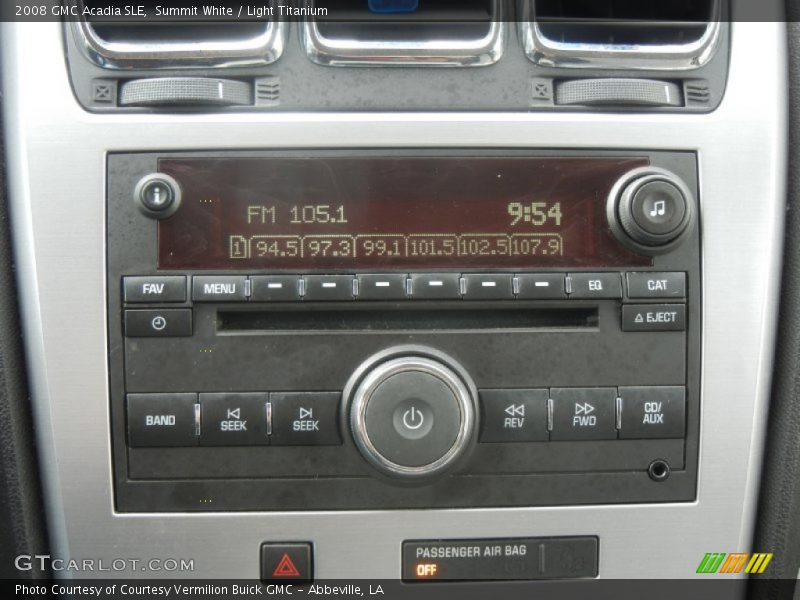 2008 GMC Acadia SLE,  Summit White / Light Titanium
FM 105.1 9:54
1 94.5 97.3 99.1 101.5 102.5 107.9
FAV MENU EQ CAT
EJECT
BAND SEEK SEEK REV FWD CD/AUX
PASSENGER AIR BAG
OFF
GTCARLOT.COM
Photo Courtesy of Courtesy Vermilion Buick GMC – Abbeville, LA